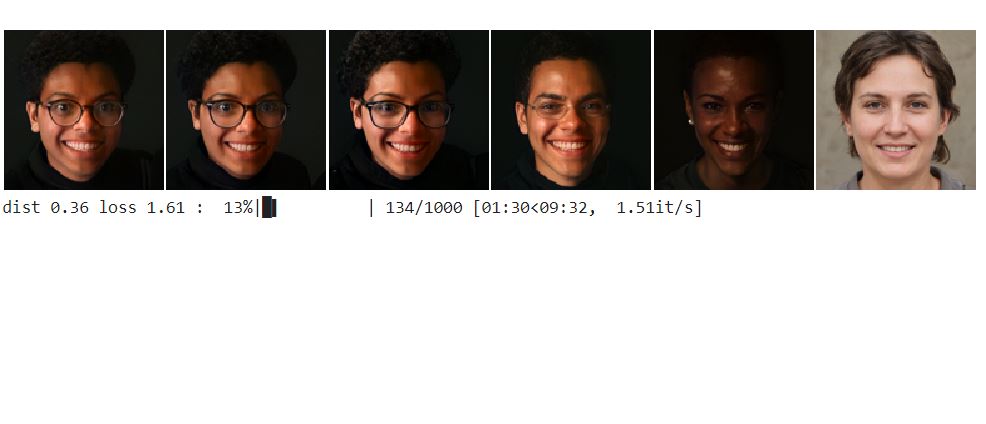 dist 0.36 loss 1.61 : 13%|█▎ | 134/1000 [01:30<09:32, 1.51it/s]